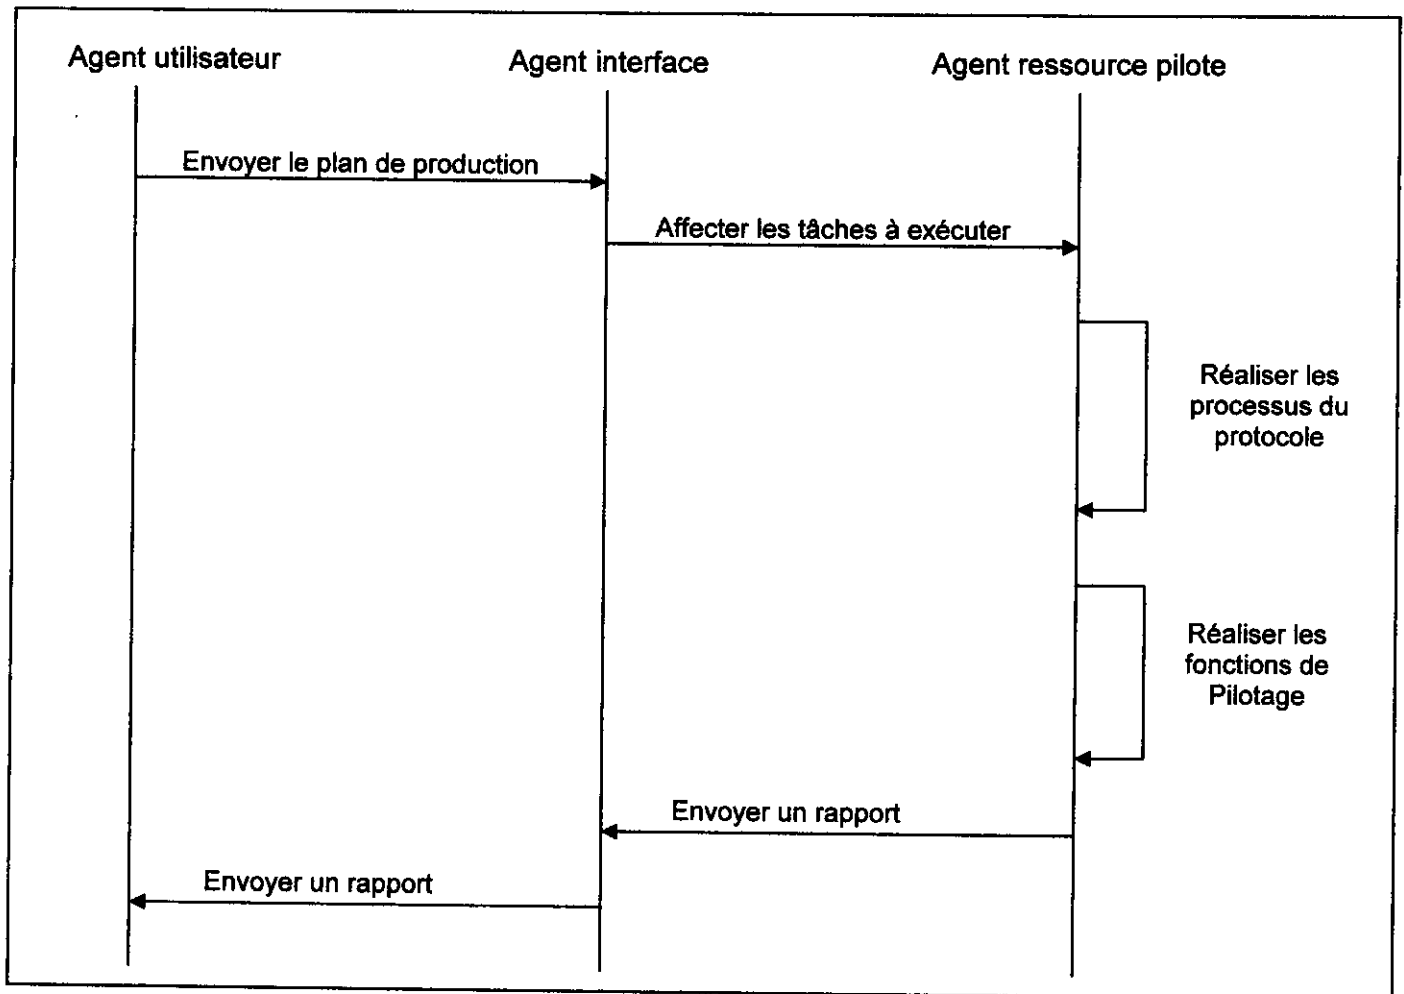 Agent utilisateur
Agent interface
Agent ressource pilote
Envoyer le plan de production
Affecter les tâches à exécuter
Réaliser les
processus du
protocole
Réaliser les
fonctions de
Pilotage
Envoyer un rapport
Envoyer un rapport